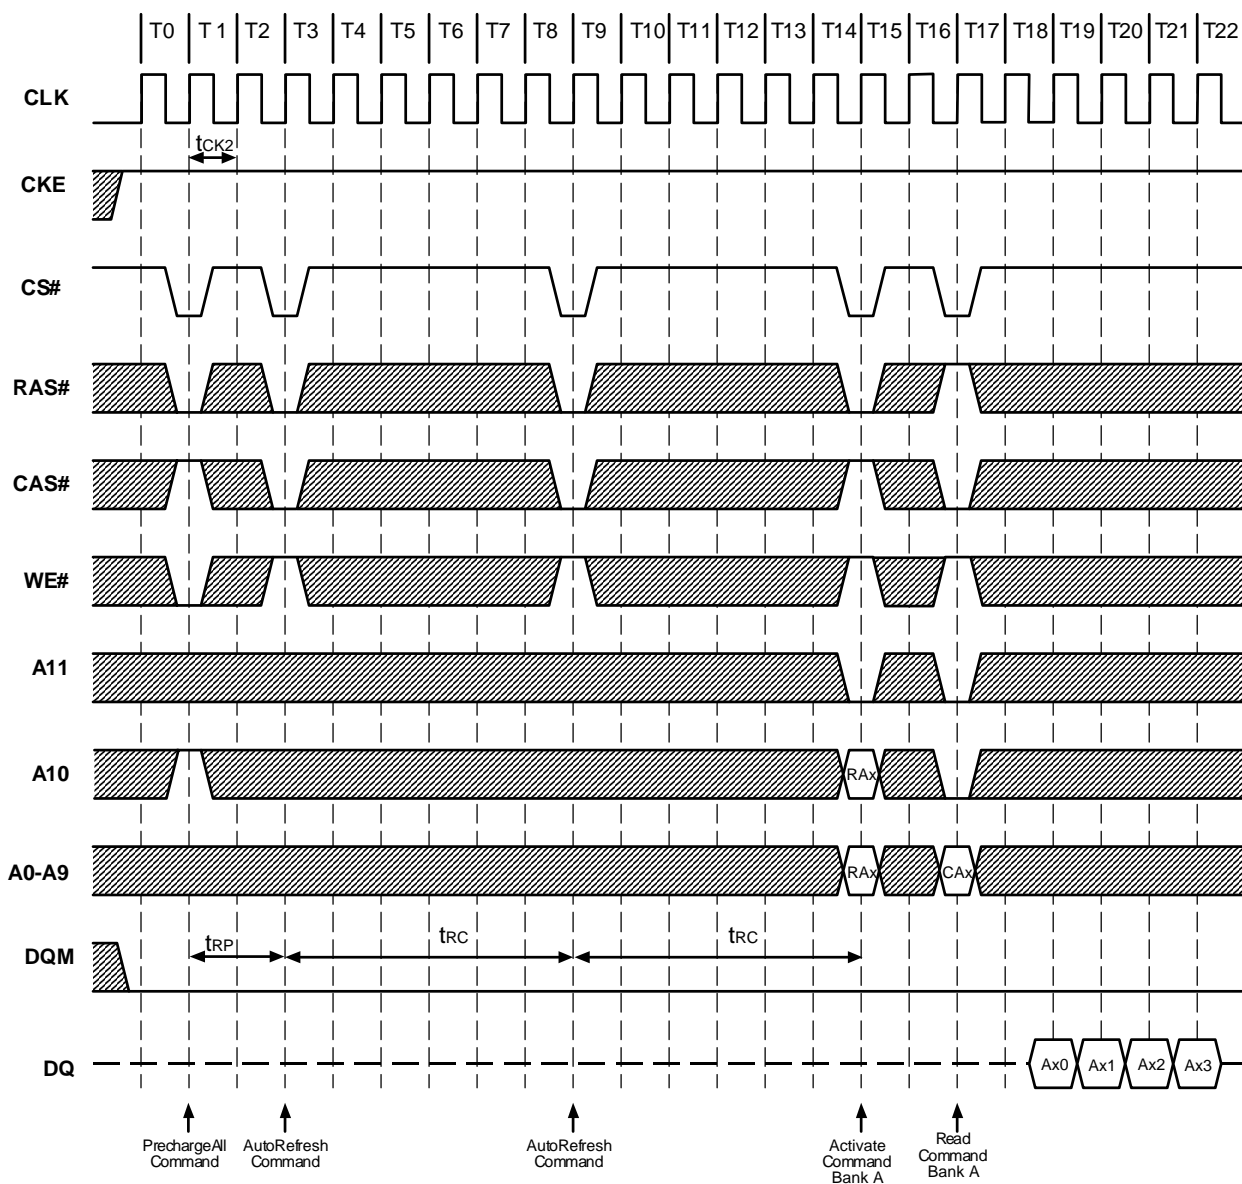 T0 T 1 T2 T3 T4 T5 T6 T7 T8 T9 T10 T11 T12 T13 T14 T15 T16 T17 T18 T19 T20 T21 T22
CLK
tCK2
CKE
CS#
RAS#
CAS#
WE#
A11
A10 RAx
A0-A9 RAx CAx
DQM tRP tRC tRC
DQ Ax0 Ax1 Ax2 Ax3
PrechargeAll
Command
AutoRefresh
Command
AutoRefresh
Command
Activate
Command
Bank A
Read
Command
Bank A